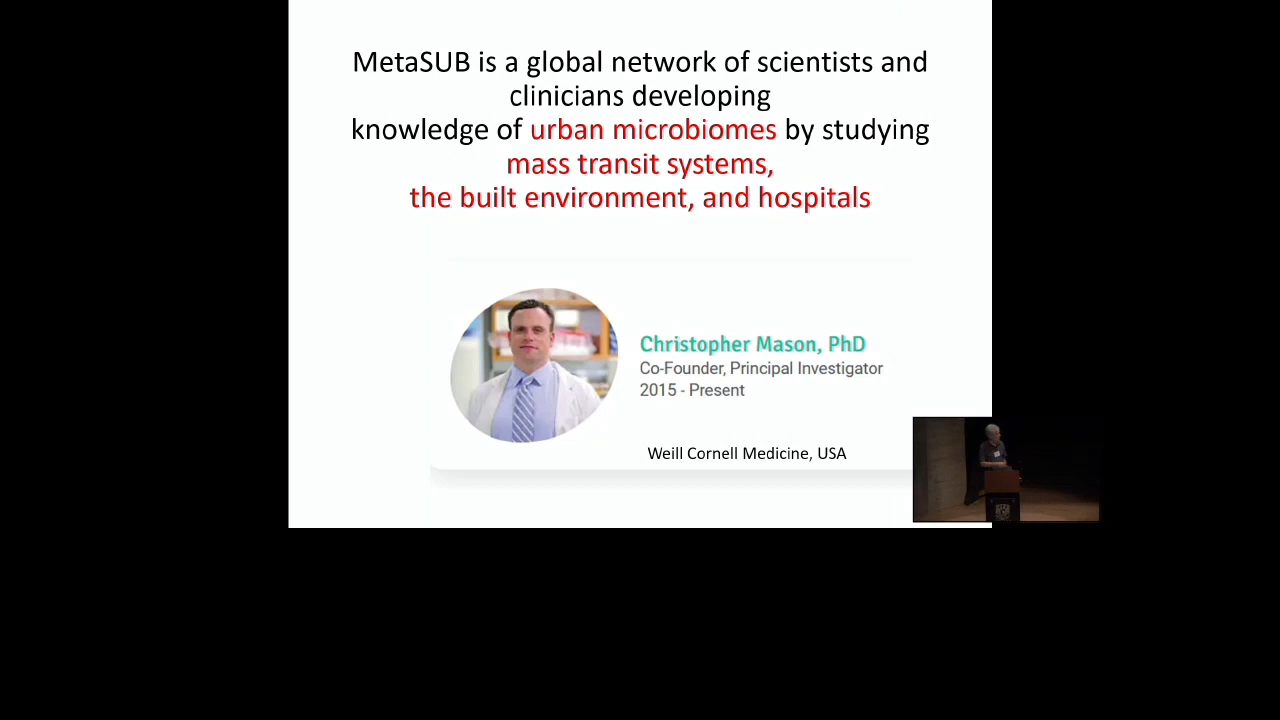 MetaSUB is a global network of scientists and
clinicians developing
knowledge of urban microbiomes by studying
mass transit systems,
the built environment, and hospitals
Christopher Mason, PhD
Co-Founder, Principal Investigator
2015 - Present
Weill Cornell Medicine, USA